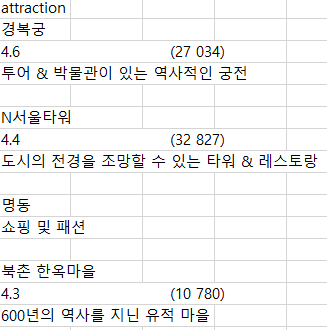 attraction
경복궁
4.6 (27 034)
투어 & 박물관이 있는 역사적인 궁전
N서울타워
4.4 (32 827)
도시의 전경을 조망할 수 있는 타워 & 레스토랑
명동
쇼핑 및 패션
북촌 한옥마을
4.3 (10 780)
600년의 역사를 지닌 유적 마을